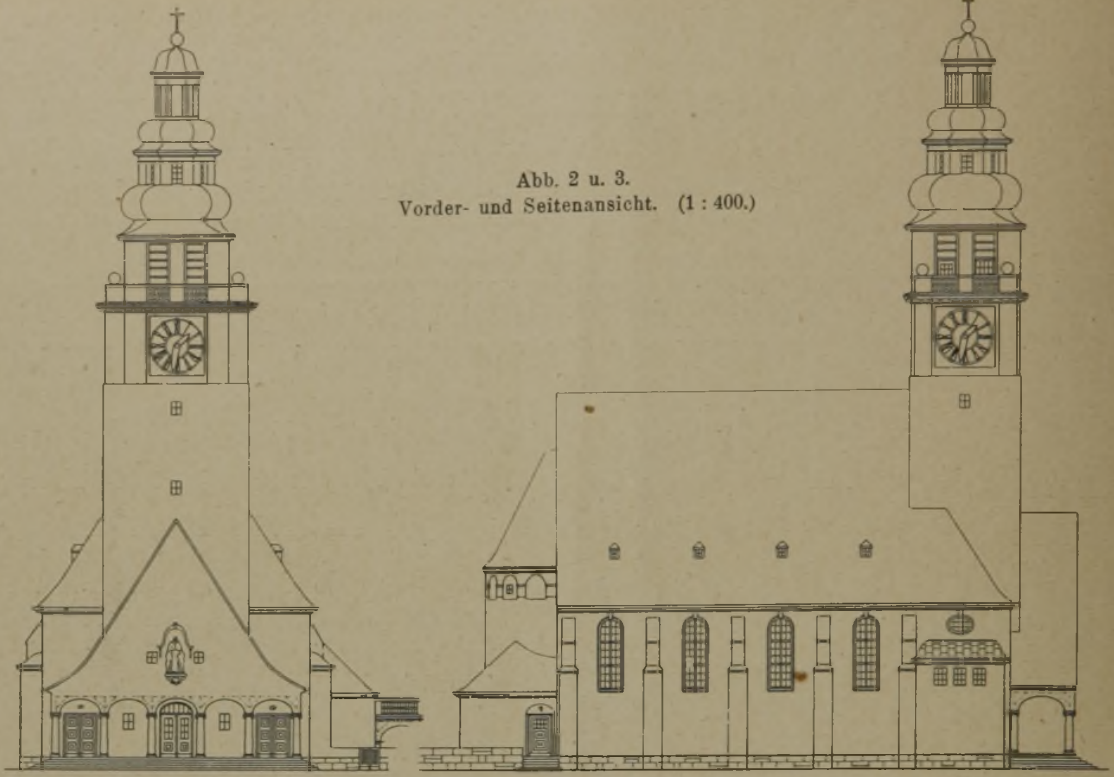 Abb. 2 u. 3.
Vorder- und Seitenansicht. (1 : 400.)